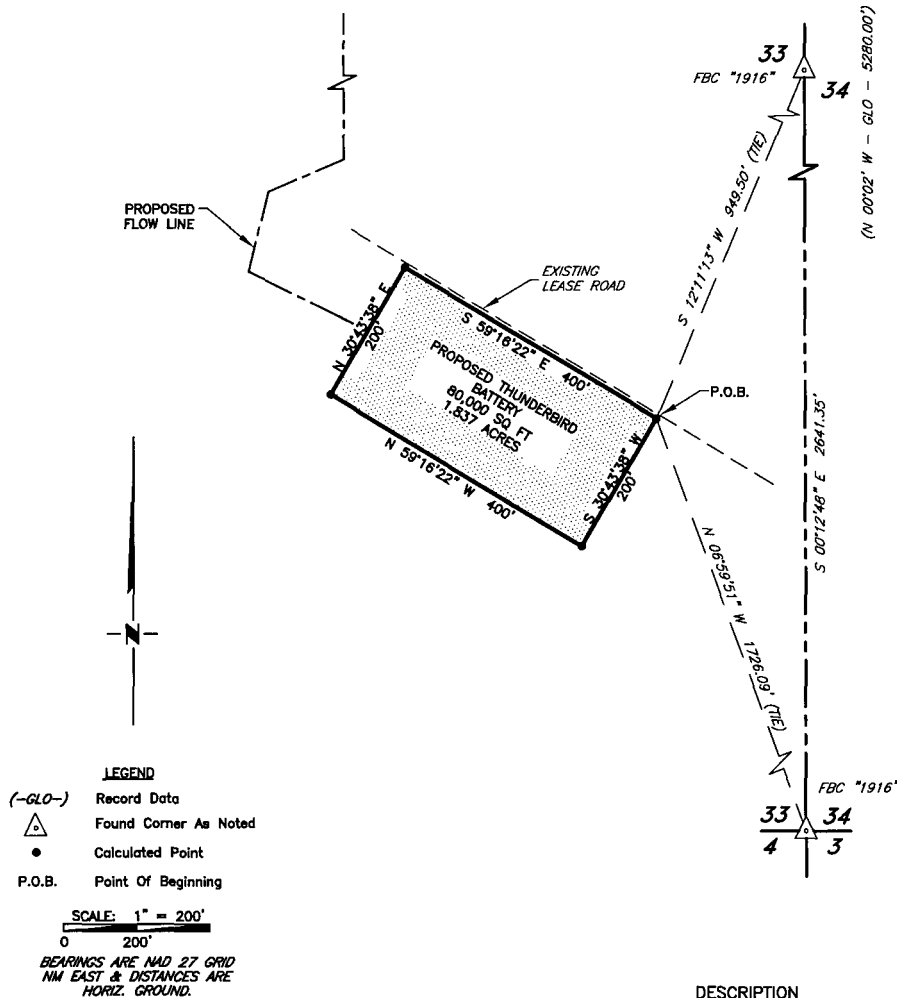 33
FBC "1916"
34
(N 00°02' W - GLO - 5280.00')
S 12°11'13" W 949.50' (TIE)
PROPOSED
FLOW LINE
EXISTING
LEASE ROAD
N 30°43'38" E
200'
S 59°16'22" E 400'
PROPOSED THUNDERBIRD
BATTERY
80,000 SQ FT
1.837 ACRES
P.O.B.
S 30°43'38" W
200'
N 59°16'22" W 400'
S 00°12'48" E 2641.35'
N 06°59'51" W 1726.09' (TIE)
N
FBC "1916"
33 34
4 3
LEGEND
(-GLO-) Record Data
Found Corner As Noted
Calculated Point
P.O.B. Point Of Beginning
SCALE: 1" = 200'
0 200'
BEARINGS ARE NAD 27 GRID
NM EAST & DISTANCES ARE
HORIZ. GROUND.
DESCRIPTION